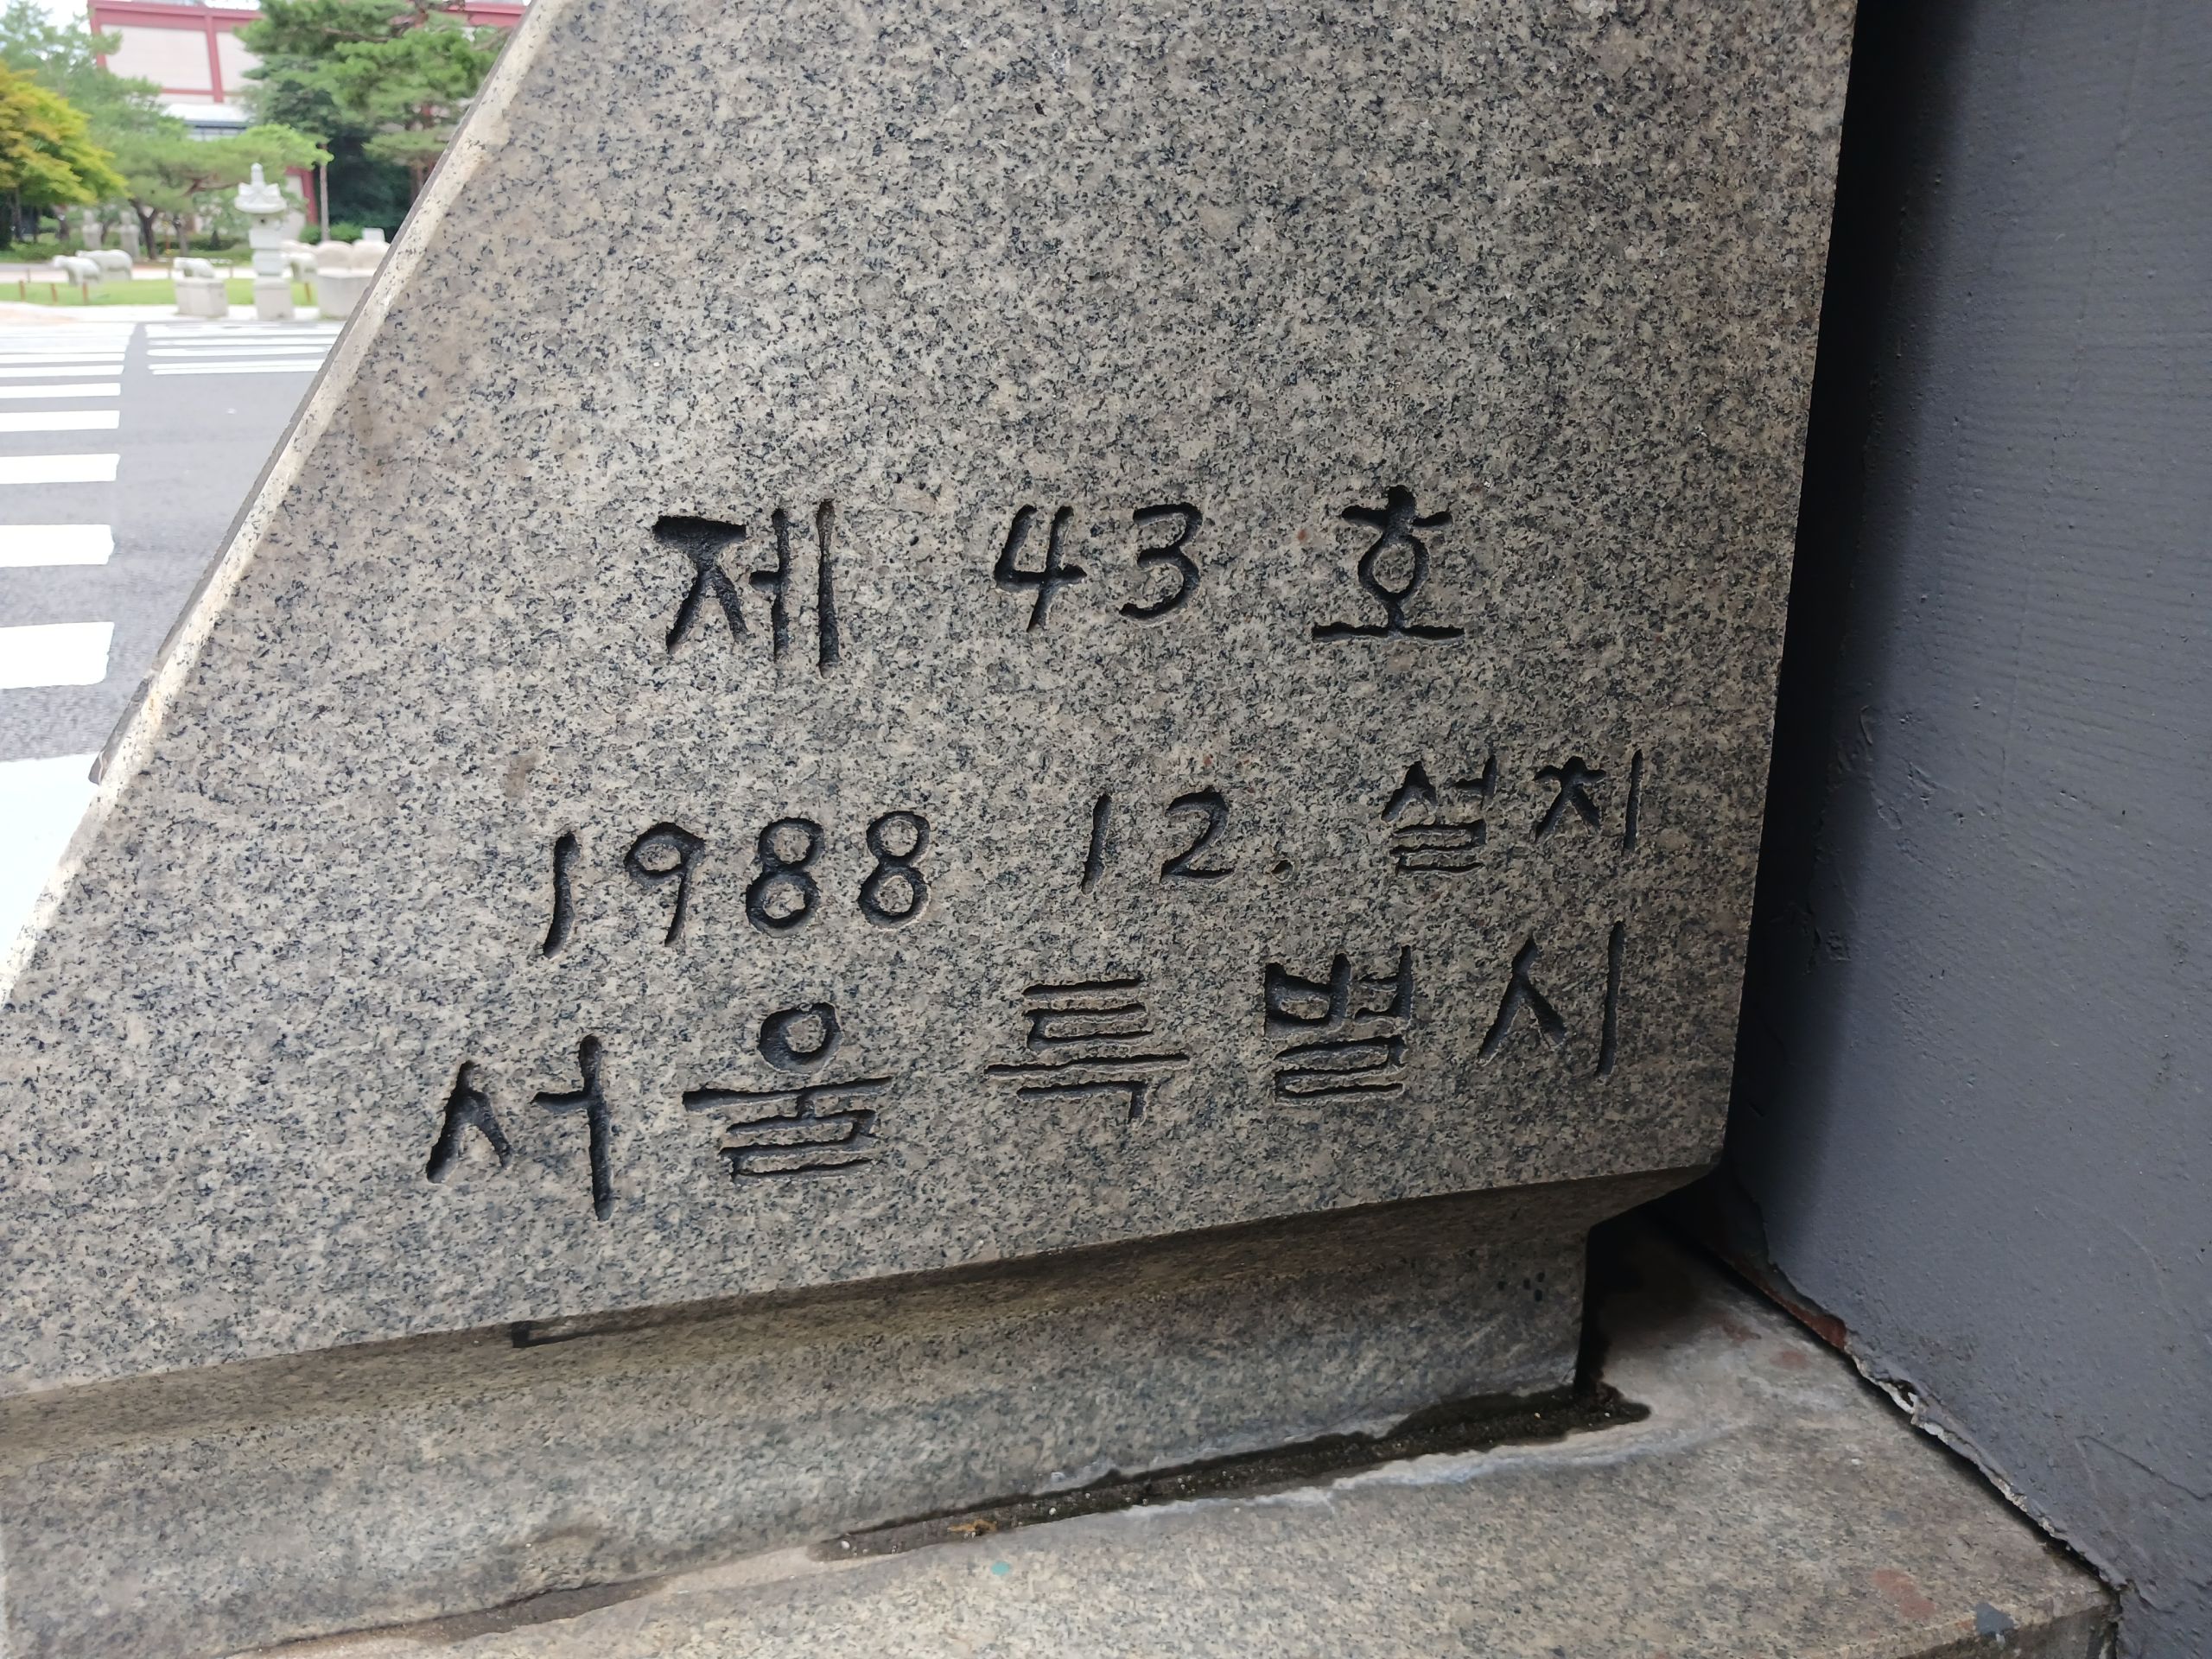 제 43 호
1988 12. 설치
서울특별시